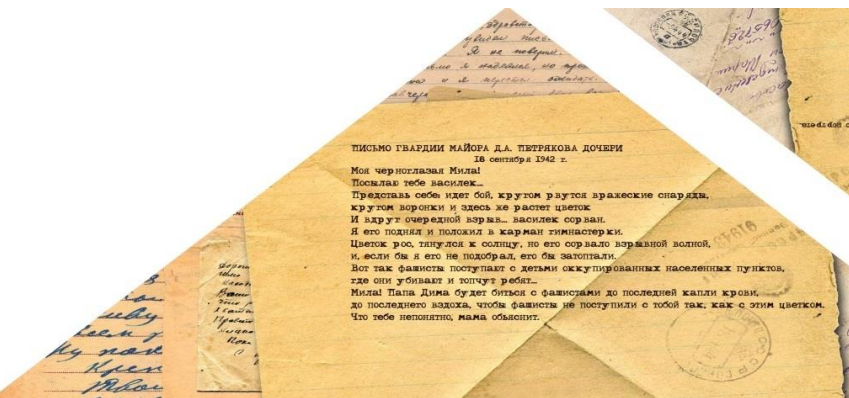 ПИСЬМО ГВАРДИИ МАЙОРА Д.А. ПЕТРЯКОВА ДОЧЕРИ
18 сентября 1942 г.
Моя черноглазая Мила!
Посылаю тебе василек…
Представь себе: идет бой, кругом рвутся вражеские снаряды,
кругом воронки и здесь же растет цветок
И вдруг очередной взрыв… василек сорван.
Я его поднял и положил в карман гимнастерки.
Цветок рос, тянулся к солнцу, но его сорвало взрывной волной,
и, если бы я его не подобрал, его бы затоптали.
Вот так фашисты поступают с детьми оккупированных населенных пунктов,
где они убивают и топчут ребят…
Мила! Папа Дима будет биться с фашистами до последней капли крови,
до последнего вздоха, чтобы фашисты не поступили с тобой так, как с этим цветком.
Что тебе непонятно, мама объяснит.